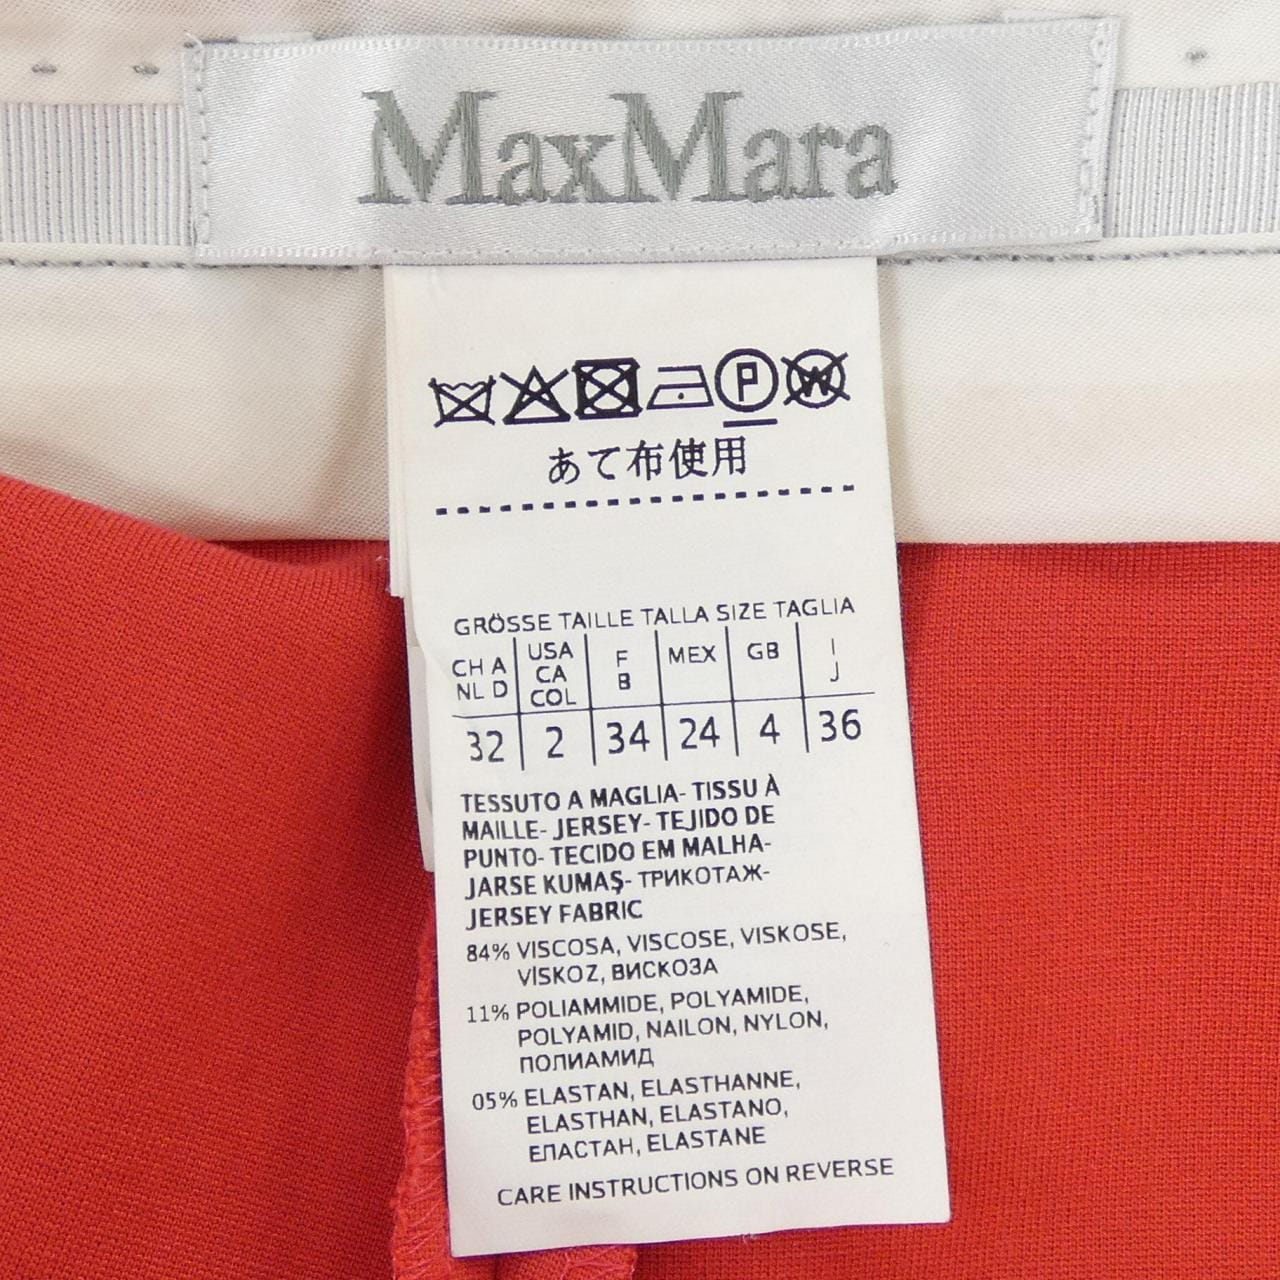 MaxMara
P W
あて布使用
GRÖSSE TAILLE TALLA SIZE TAGLIA
CH A NL D USA CA COL F B MEX GB I J
32 2 34 24 4 36
TESSUTO A MAGLIA- TISSU À
MAILLE- JERSEY- TEJIDO DE
PUNTO- TECIDO EM MALHA-
JARSE KUMAŞ- ТРИКОТАЖ-
JERSEY FABRIC
84% VISCOSA, VISCOSE, VISKOSE,
VİSKOZ, ВИСКОЗА
11% POLIAMMIDE, POLYAMIDE,
POLYAMID, NAILON, NYLON,
ПОЛИАМИД
05% ELASTAN, ELASTHANNE,
ELASTHAN, ELASTANO,
ЕПАСТАН, ELASTANE
CARE INSTRUCTIONS ON REVERSE